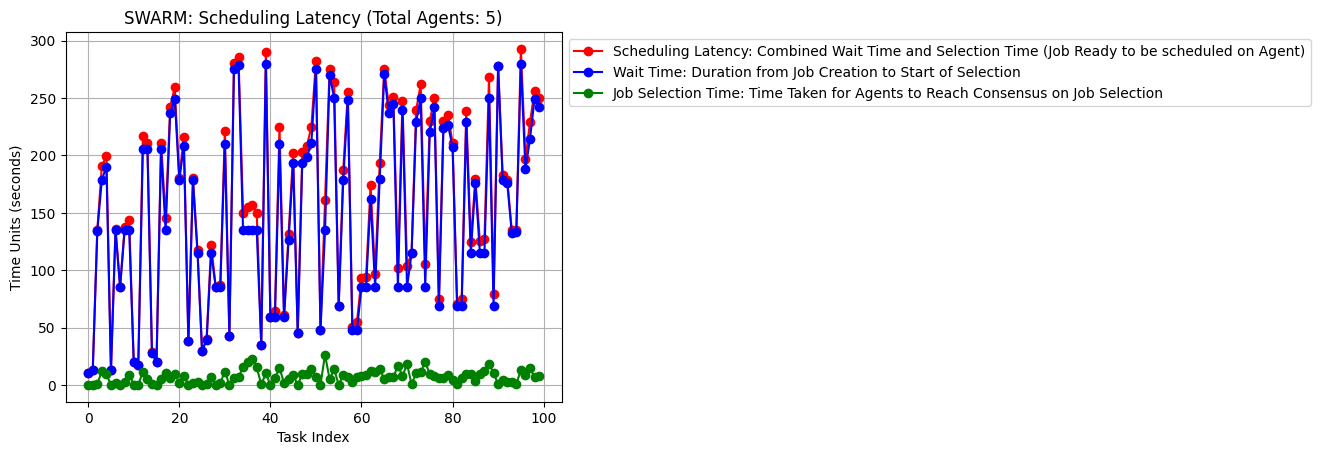 SWARM: Scheduling Latency (Total Agents: 5)
Scheduling Latency: Combined Wait Time and Selection Time (Job Ready to be scheduled on Agent)
Wait Time: Duration from Job Creation to Start of Selection
Job Selection Time: Time Taken for Agents to Reach Consensus on Job Selection
Time Units (seconds)
300
250
200
150
100
50
0
0 20 40 60 80 100
Task Index